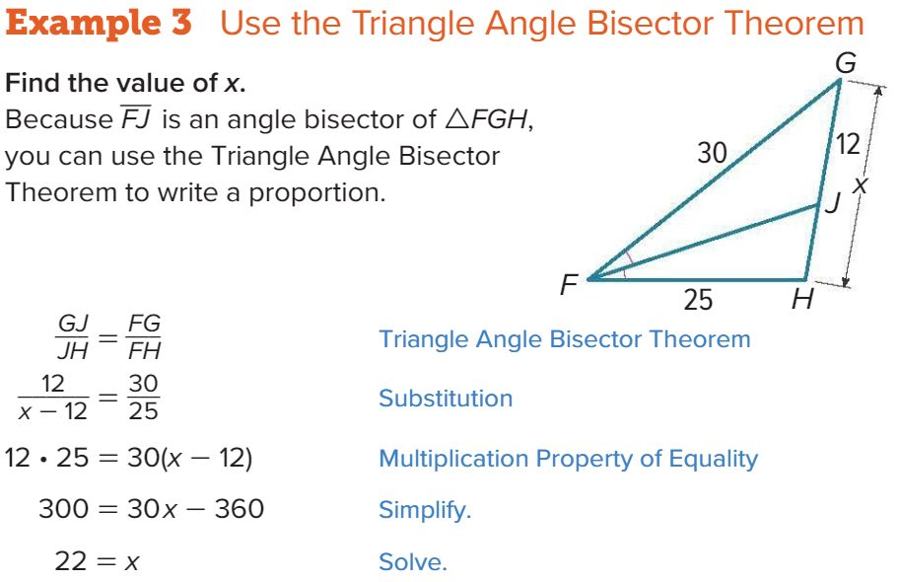 Example 3 Use the Triangle Angle Bisector Theorem
Find the value of x.
Because F̅J̅ is an angle bisector of △FGH,
you can use the Triangle Angle Bisector
Theorem to write a proportion.
G
30
12
x
J
F
25
H
GJ/JH = FG/FH Triangle Angle Bisector Theorem
12/(x − 12) = 30/25 Substitution
12 • 25 = 30(x − 12) Multiplication Property of Equality
300 = 30x − 360 Simplify.
22 = x Solve.